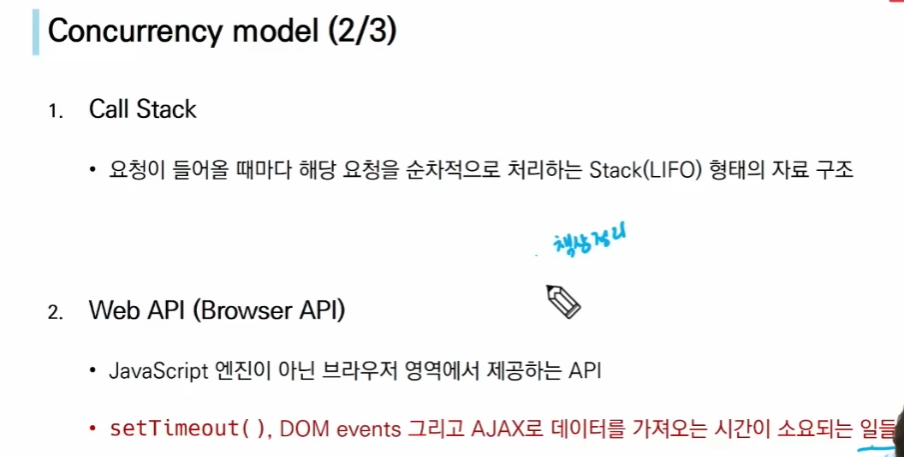 Concurrency model (2/3)
1. Call Stack
• 요청이 들어올 때마다 해당 요청을 순차적으로 처리하는 Stack(LIFO) 형태의 자료 구조
책상정리
2. Web API (Browser API)
• JavaScript 엔진이 아닌 브라우저 영역에서 제공하는 API
• setTimeout(), DOM events 그리고 AJAX로 데이터를 가져오는 시간이 소요되는 일들